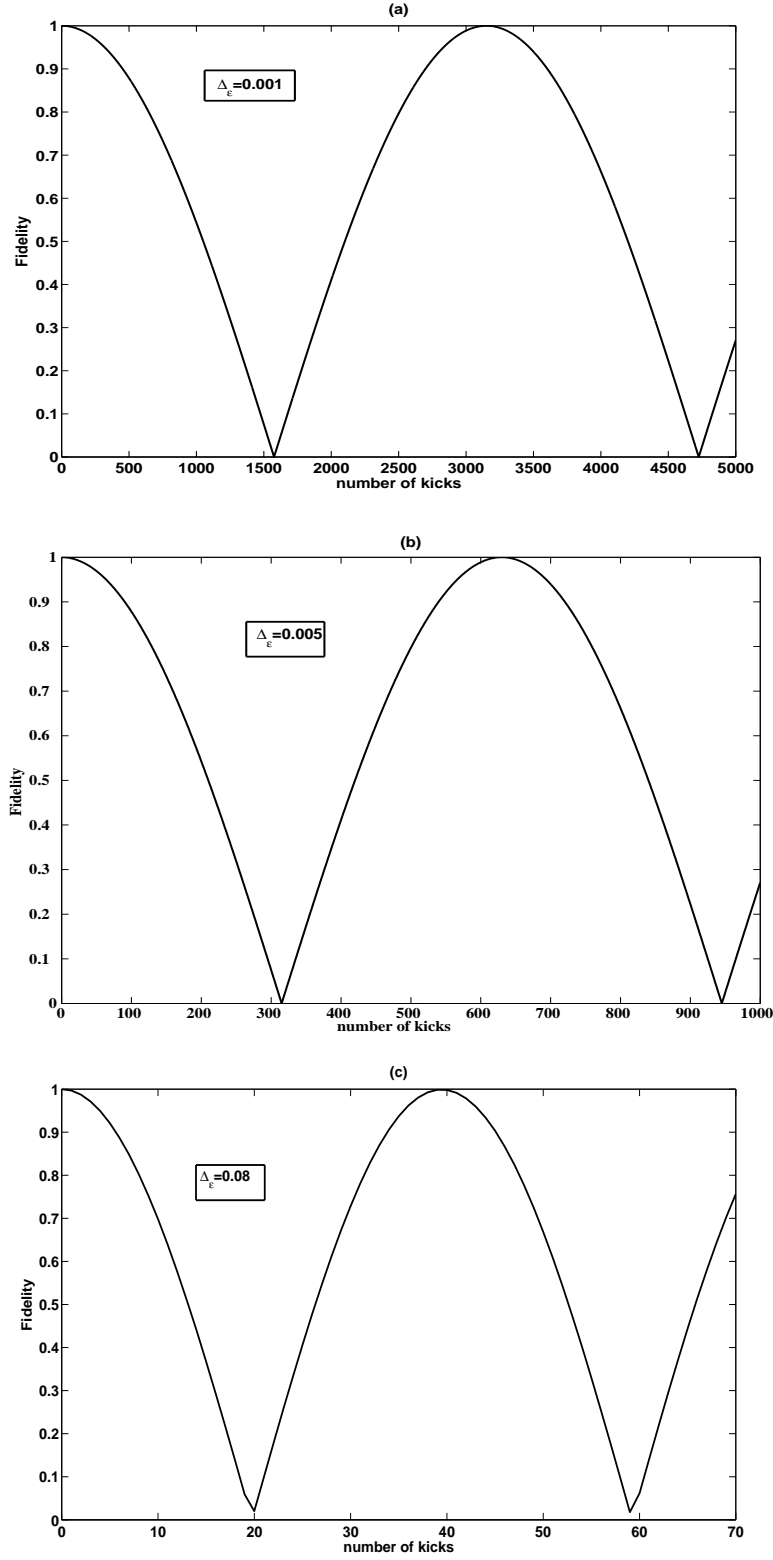 (a)
1
0.9
0.8
0.7
0.6
0.5
0.4
0.3
0.2
0.1
0
Fidelity
Δε=0.001
0 500 1000 1500 2000 2500 3000 3500 4000 4500 5000
number of kicks
(b)
1
0.9
0.8
0.7
0.6
0.5
0.4
0.3
0.2
0.1
0
Fidelity
Δε=0.005
0 100 200 300 400 500 600 700 800 900 1000
number of kicks
(c)
1
0.9
0.8
0.7
0.6
0.5
0.4
0.3
0.2
0.1
0
Fidelity
Δε=0.08
0 10 20 30 40 50 60 70
number of kicks